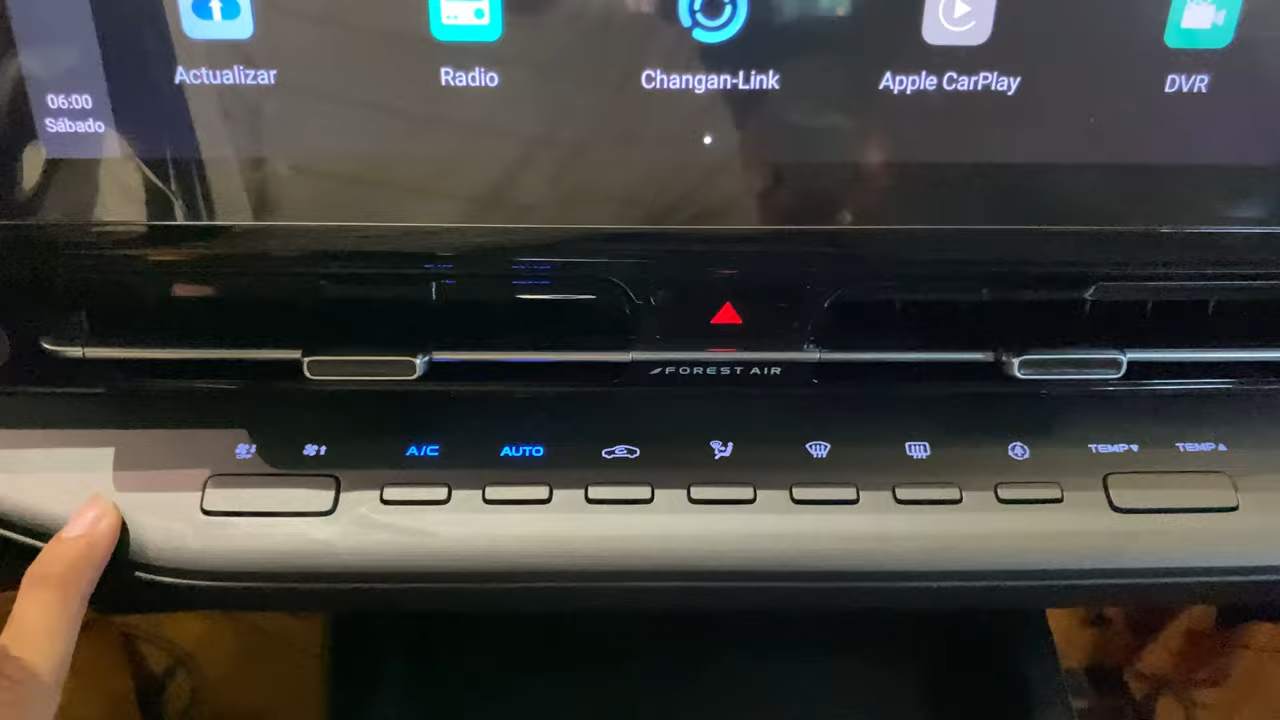 Actualizar
Radio
Changan-Link
Apple CarPlay
DVR
06:00
Sábado
FOREST AIR
A/C
AUTO
TEMP▼
TEMP▲